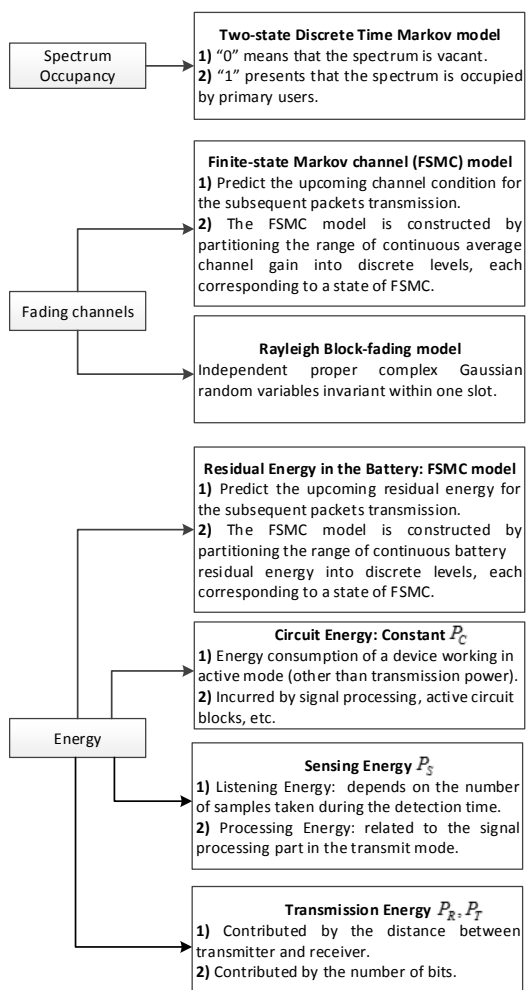 Spectrum
Occupancy
Two-state Discrete Time Markov model
1) “0” means that the spectrum is vacant.
2) “1” presents that the spectrum is occupied
by primary users.
Fading channels
Finite-state Markov channel (FSMC) model
1) Predict the upcoming channel condition for
the subsequent packets transmission.
2) The FSMC model is constructed by
partitioning the range of continuous average
channel gain into discrete levels, each
corresponding to a state of FSMC.
Rayleigh Block-fading model
Independent proper complex Gaussian
random variables invariant within one slot.
Energy
Residual Energy in the Battery: FSMC model
1) Predict the upcoming residual energy for
the subsequent packets transmission.
2) The FSMC model is constructed by
partitioning the range of continuous battery
residual energy into discrete levels, each
corresponding to a state of FSMC.
Circuit Energy: Constant P_C
1) Energy consumption of a device working in
active mode (other than transmission power).
2) Incurred by signal processing, active circuit
blocks, etc.
Sensing Energy P_S
1) Listening Energy: depends on the number
of samples taken during the detection time.
2) Processing Energy: related to the signal
processing part in the transmit mode.
Transmission Energy P_R, P_T
1) Contributed by the distance between
transmitter and receiver.
2) Contributed by the number of bits.